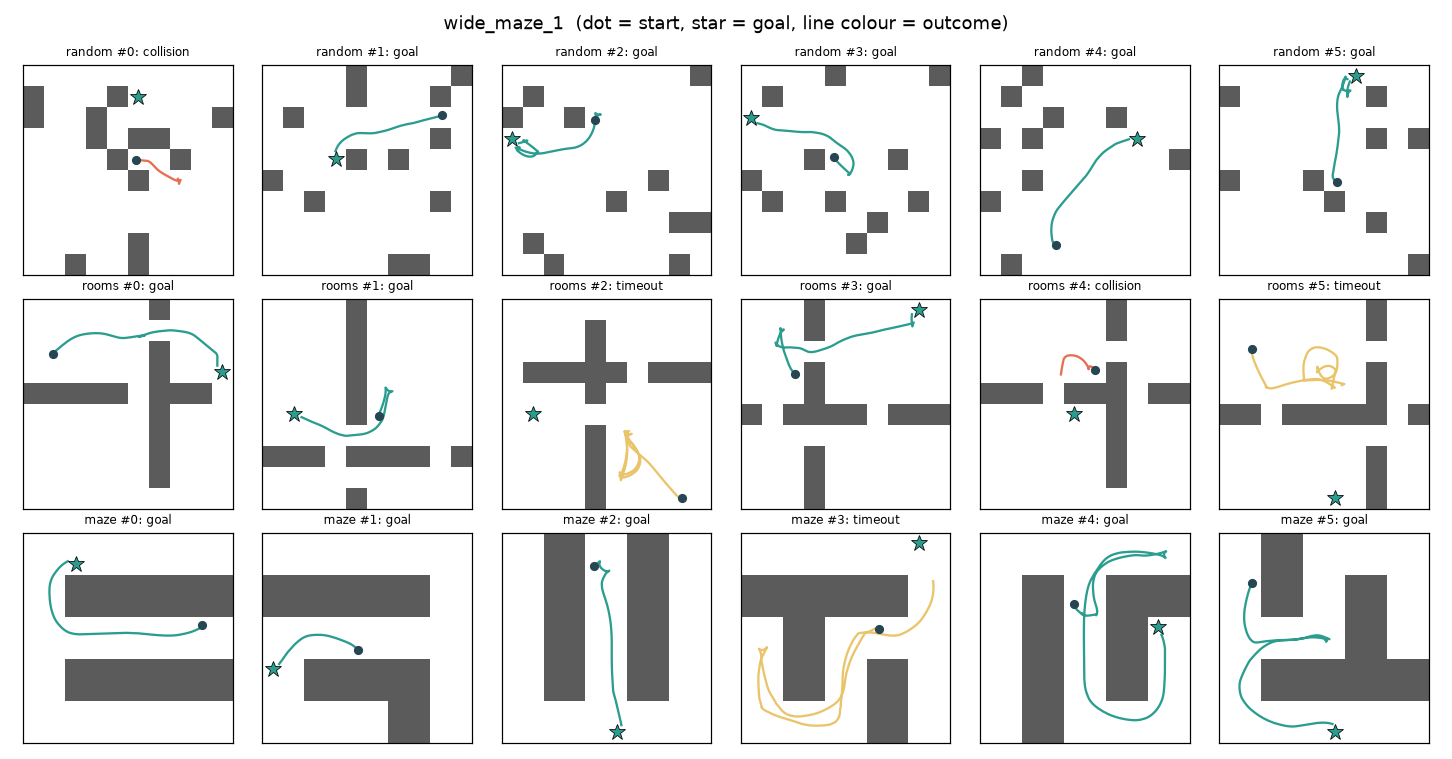 wide_maze_1  (dot = start, star = goal, line colour = outcome)
random #0: collision
random #1: goal
random #2: goal
random #3: goal
random #4: goal
random #5: goal
rooms #0: goal
rooms #1: goal
rooms #2: timeout
rooms #3: goal
rooms #4: collision
rooms #5: timeout
maze #0: goal
maze #1: goal
maze #2: goal
maze #3: timeout
maze #4: goal
maze #5: goal